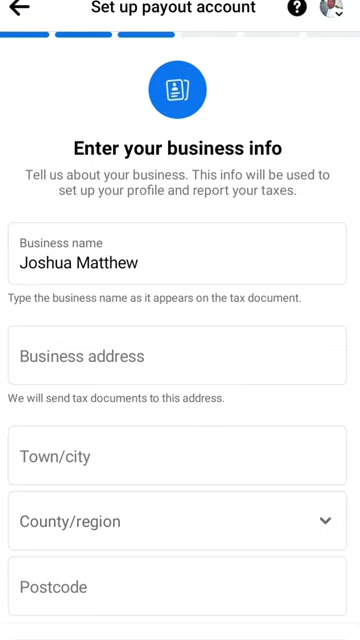 Set up payout account
Enter your business info
Tell us about your business. This info will be used to
set up your profile and report your taxes.
Business name
Joshua Matthew
Type the business name as it appears on the tax document.
Business address
We will send tax documents to this address.
Town/city
County/region
Postcode